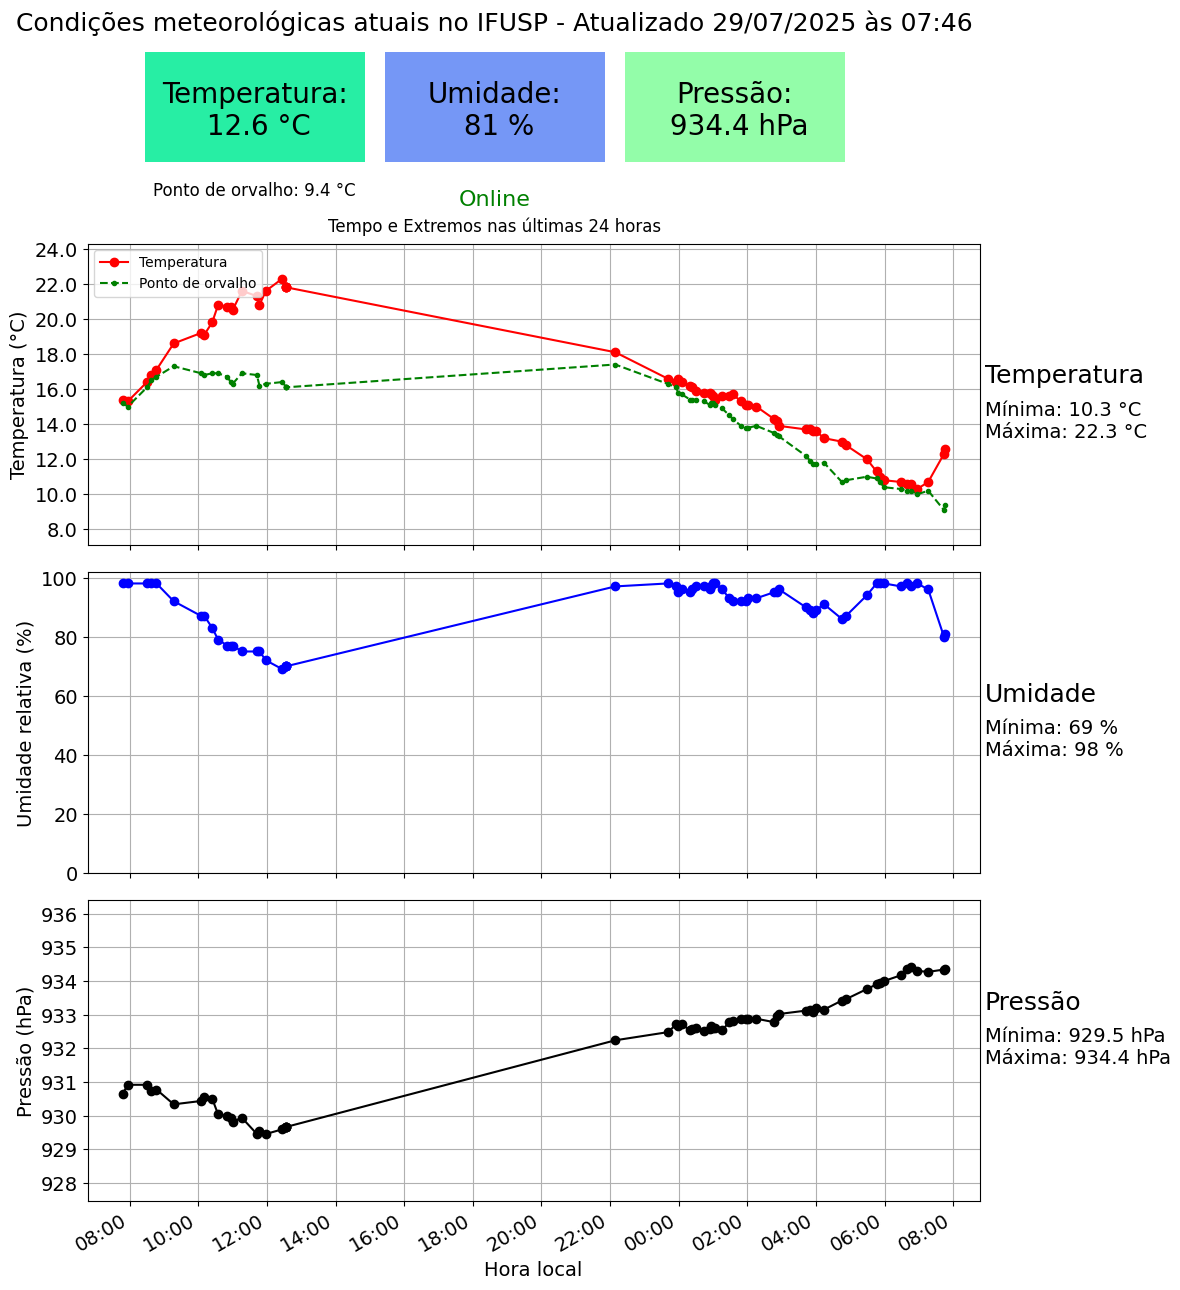 Condições meteorológicas atuais no IFUSP - Atualizado 29/07/2025 às 07:46
Temperatura:
12.6 °C
Umidade:
81 %
Pressão:
934.4 hPa
Ponto de orvalho: 9.4 °C
Online
Tempo e Extremos nas últimas 24 horas
Temperatura (°C)
24.0
22.0
20.0
18.0
16.0
14.0
12.0
10.0
8.0
Temperatura
Ponto de orvalho
Temperatura
Mínima: 10.3 °C
Máxima: 22.3 °C
Umidade relativa (%)
100
80
60
40
20
0
Umidade
Mínima: 69 %
Máxima: 98 %
Pressão (hPa)
936
935
934
933
932
931
930
929
928
Pressão
Mínima: 929.5 hPa
Máxima: 934.4 hPa
08:00
10:00
12:00
14:00
16:00
18:00
20:00
22:00
00:00
02:00
04:00
06:00
08:00
Hora local